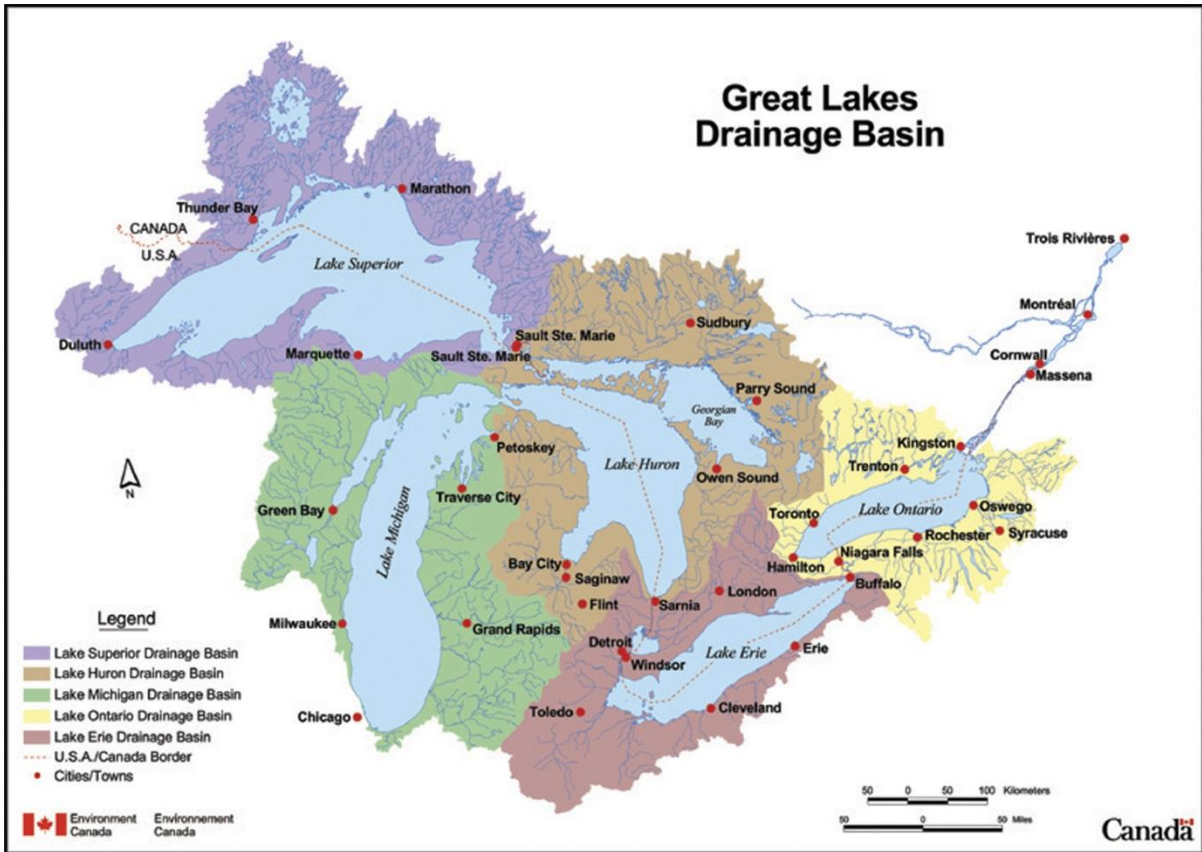 Great Lakes
Drainage Basin
Marathon
Thunder Bay
CANADA
U.S.A.
Lake Superior
Trois Rivières
Montréal
Sudbury
Sault Ste. Marie
Duluth
Marquette
Sault Ste. Marie
Cornwall
Massena
Parry Sound
Georgian
Bay
Petoskey
Kingston
Lake Huron
Trenton
Owen Sound
Traverse City
Green Bay
Lake Michigan
Toronto
Lake Ontario
Oswego
Rochester
Syracuse
Hamilton
Niagara Falls
Bay City
Saginaw
Buffalo
London
Flint
Sarnia
Milwaukee
Grand Rapids
Detroit
Windsor
Lake Erie
Erie
Toledo
Cleveland
Chicago
N
Legend
Lake Superior Drainage Basin
Lake Huron Drainage Basin
Lake Michigan Drainage Basin
Lake Ontario Drainage Basin
Lake Erie Drainage Basin
U.S.A./Canada Border
Cities/Towns
50 0 50 100 Kilometers
50 0 50 Miles
Environment Environnement
Canada Canada
Canada